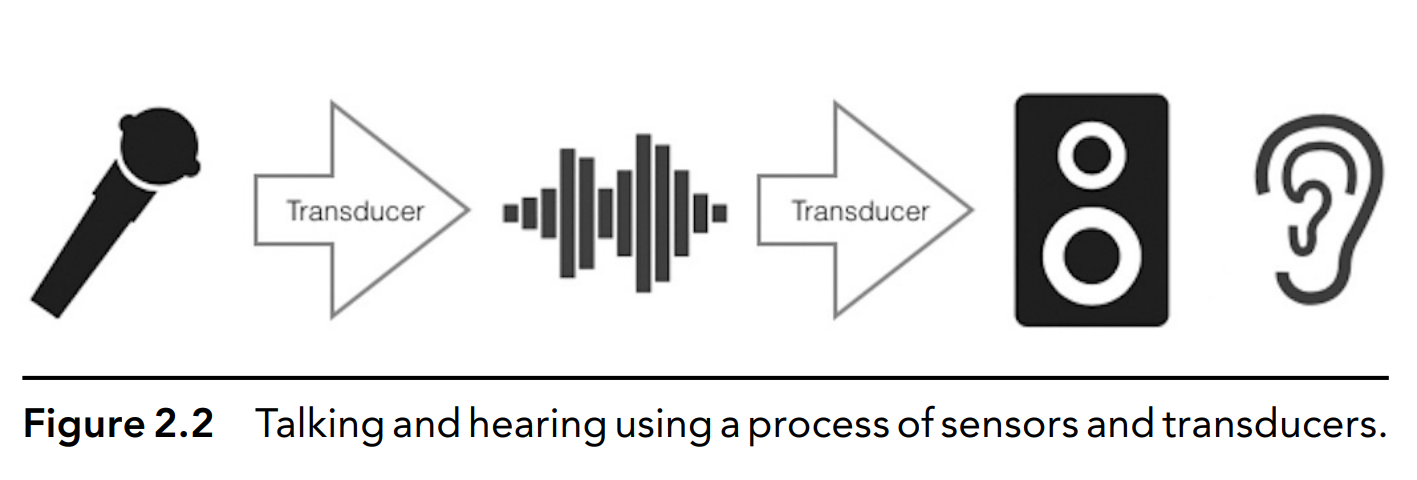 Transducer
Transducer
Figure 2.2 Talking and hearing using a process of sensors and transducers.